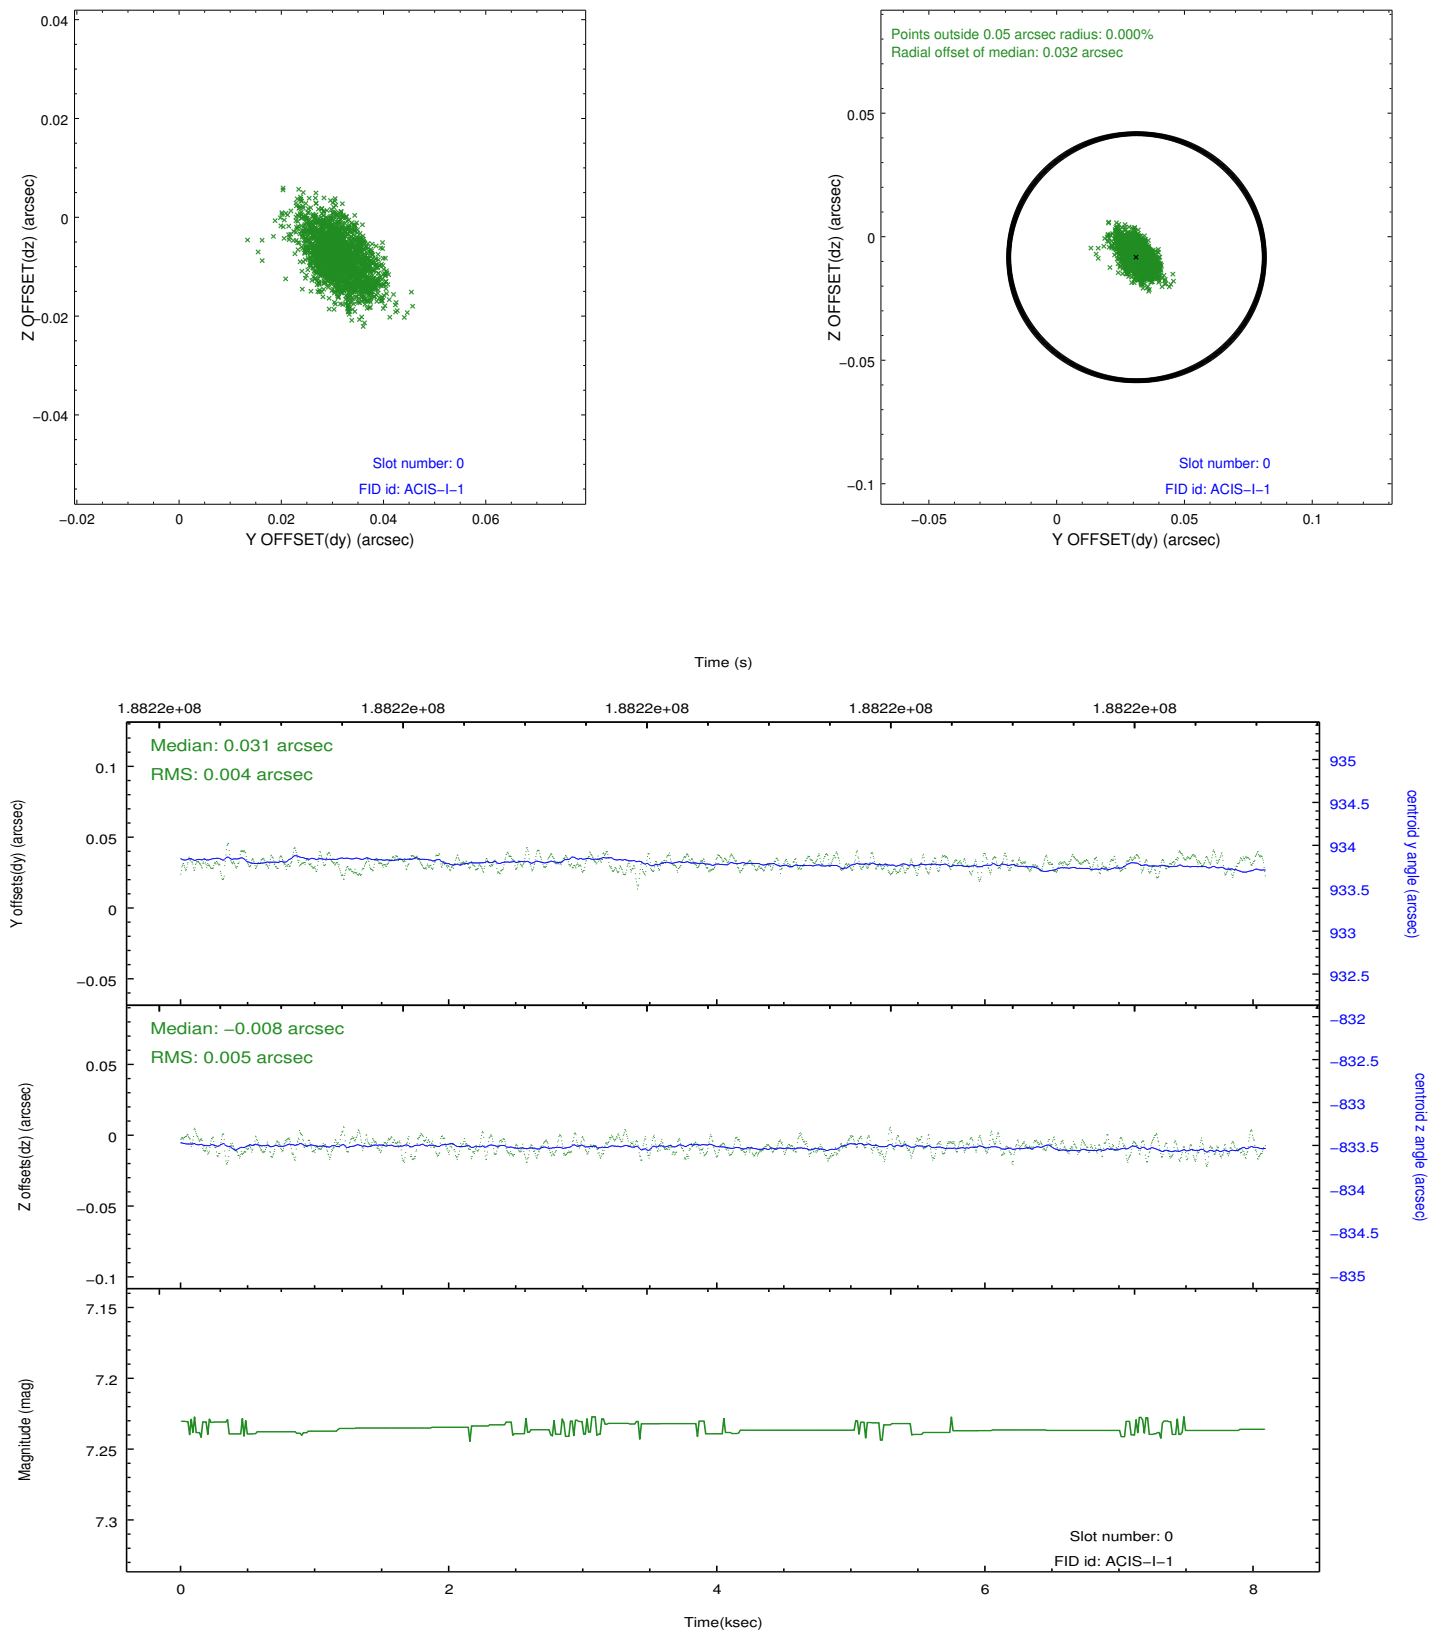 0.04
0.02
0
−0.02
−0.04
Z OFFSET(dz) (arcsec)
Slot number: 0
FID id: ACIS−I−1
−0.02
0
0.02
0.04
0.06
Y OFFSET(dy) (arcsec)
Points outside 0.05 arcsec radius: 0.000%
Radial offset of median: 0.032 arcsec
0.05
0
−0.05
−0.1
Z OFFSET(dz) (arcsec)
Slot number: 0
FID id: ACIS−I−1
−0.05
0
0.05
0.1
Y OFFSET(dy) (arcsec)
Time (s)
1.8822e+08
1.8822e+08
1.8822e+08
1.8822e+08
1.8822e+08
Median: 0.031 arcsec
RMS: 0.004 arcsec
0.1
0.05
0
−0.05
Y offsets(dy) (arcsec)
935
934.5
934
933.5
933
932.5
centroid y angle (arcsec)
Median: −0.008 arcsec
RMS: 0.005 arcsec
0.05
0
−0.05
−0.1
Z offsets(dz) (arcsec)
−832
−832.5
−833
−833.5
−834
−834.5
−835
centroid z angle (arcsec)
7.15
7.2
7.25
7.3
Magnitude (mag)
Slot number: 0
FID id: ACIS−I−1
0
2
4
6
8
Time(ksec)